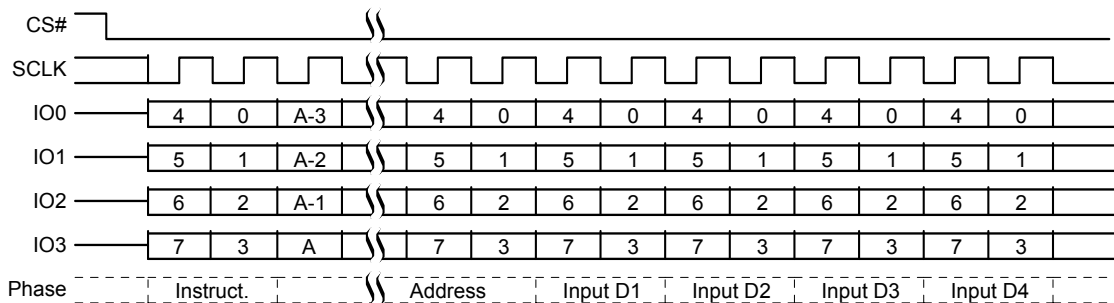 CS#
SCLK
IO0 4 0 A-3 4 0 4 0 4 0 4 0 4 0
IO1 5 1 A-2 5 1 5 1 5 1 5 1 5 1
IO2 6 2 A-1 6 2 6 2 6 2 6 2 6 2
IO3 7 3 A 7 3 7 3 7 3 7 3 7 3
Phase Instruct. Address Input D1 Input D2 Input D3 Input D4